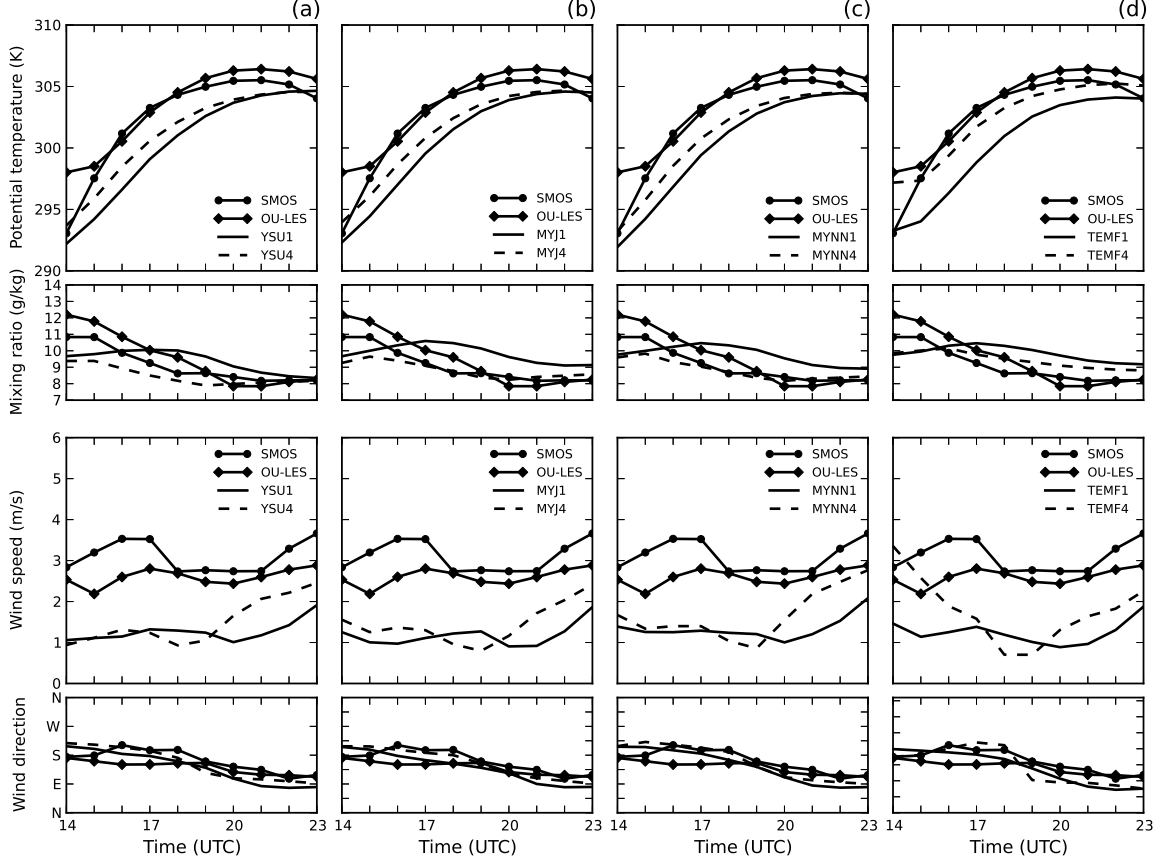 (a) (b) (c) (d)
Potential temperature (K)
310
305
300
295
290
SMOS
OU-LES
YSU1
YSU4
SMOS
OU-LES
MYJ1
MYJ4
SMOS
OU-LES
MYNN1
MYNN4
SMOS
OU-LES
TEMF1
TEMF4
Mixing ratio (g/kg)
14
13
12
11
10
9
8
7
Wind speed (m/s)
6
5
4
3
2
1
0
SMOS
OU-LES
YSU1
YSU4
SMOS
OU-LES
MYJ1
MYJ4
SMOS
OU-LES
MYNN1
MYNN4
SMOS
OU-LES
TEMF1
TEMF4
Wind direction
N
W
S
E
N
14 17 20 23 14 17 20 23 14 17 20 23 14 17 20 23
Time (UTC) Time (UTC) Time (UTC) Time (UTC)